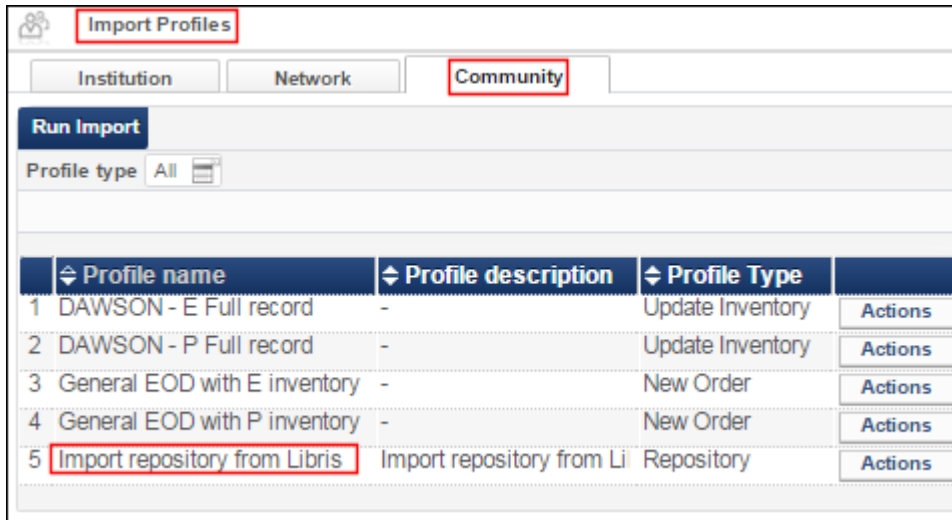 Import Profiles
Institution Network Community
Run Import
Profile type All
Profile name Profile description Profile Type
1 DAWSON - E Full record - Update Inventory Actions
2 DAWSON - P Full record - Update Inventory Actions
3 General EOD with E inventory - New Order Actions
4 General EOD with P inventory - New Order Actions
5 Import repository from Libris Import repository from Li Repository Actions